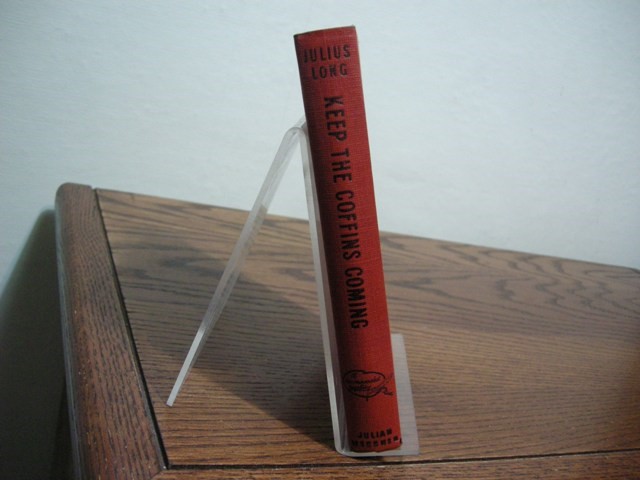 JULIUS
LONG
KEEP THE COFFINS COMING
JULIAN
MESSNER